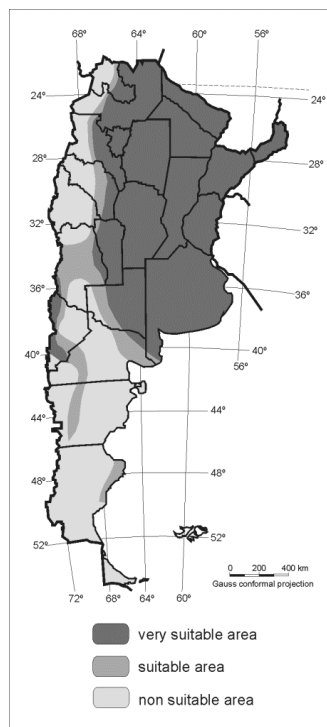 68° 64° 60° 56°
24° 24°
28° 28°
32° 32°
36° 36°
40° 40°
56°
44° 44°
48° 48°
52° 52°
72° 68° 64° 60°
0 200 400 km
Gauss conformal projection
very suitable area
suitable area
non suitable area